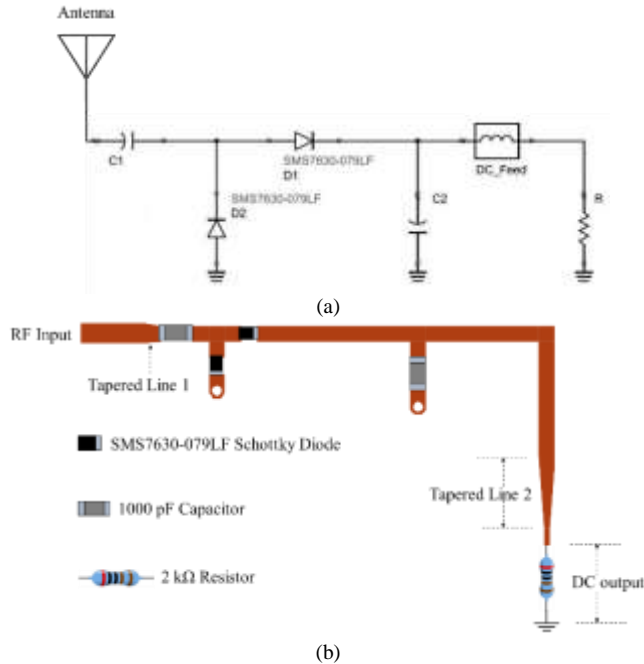 Antenna
C1
SMS7630-079LF
D1
SMS7630-079LF
D2
C2
DC_Feed
R
(a)
RF Input
Tapered Line 1
SMS7630-079LF Schottky Diode
1000 pF Capacitor
2 kΩ Resistor
Tapered Line 2
DC output
(b)